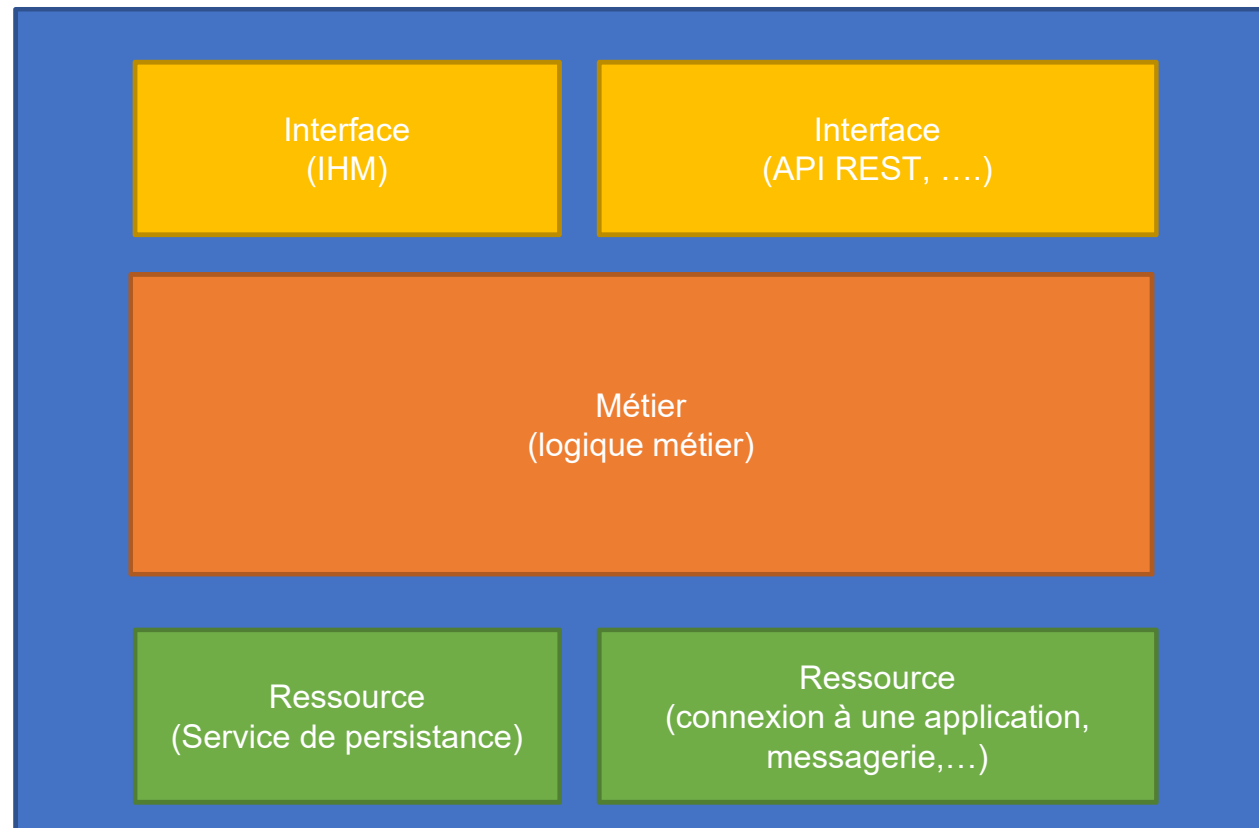 Interface
(IHM)
Interface
(API REST, ….)
Métier
(logique métier)
Ressource
(Service de persistance)
Ressource
(connexion à une application,
messagerie,…)